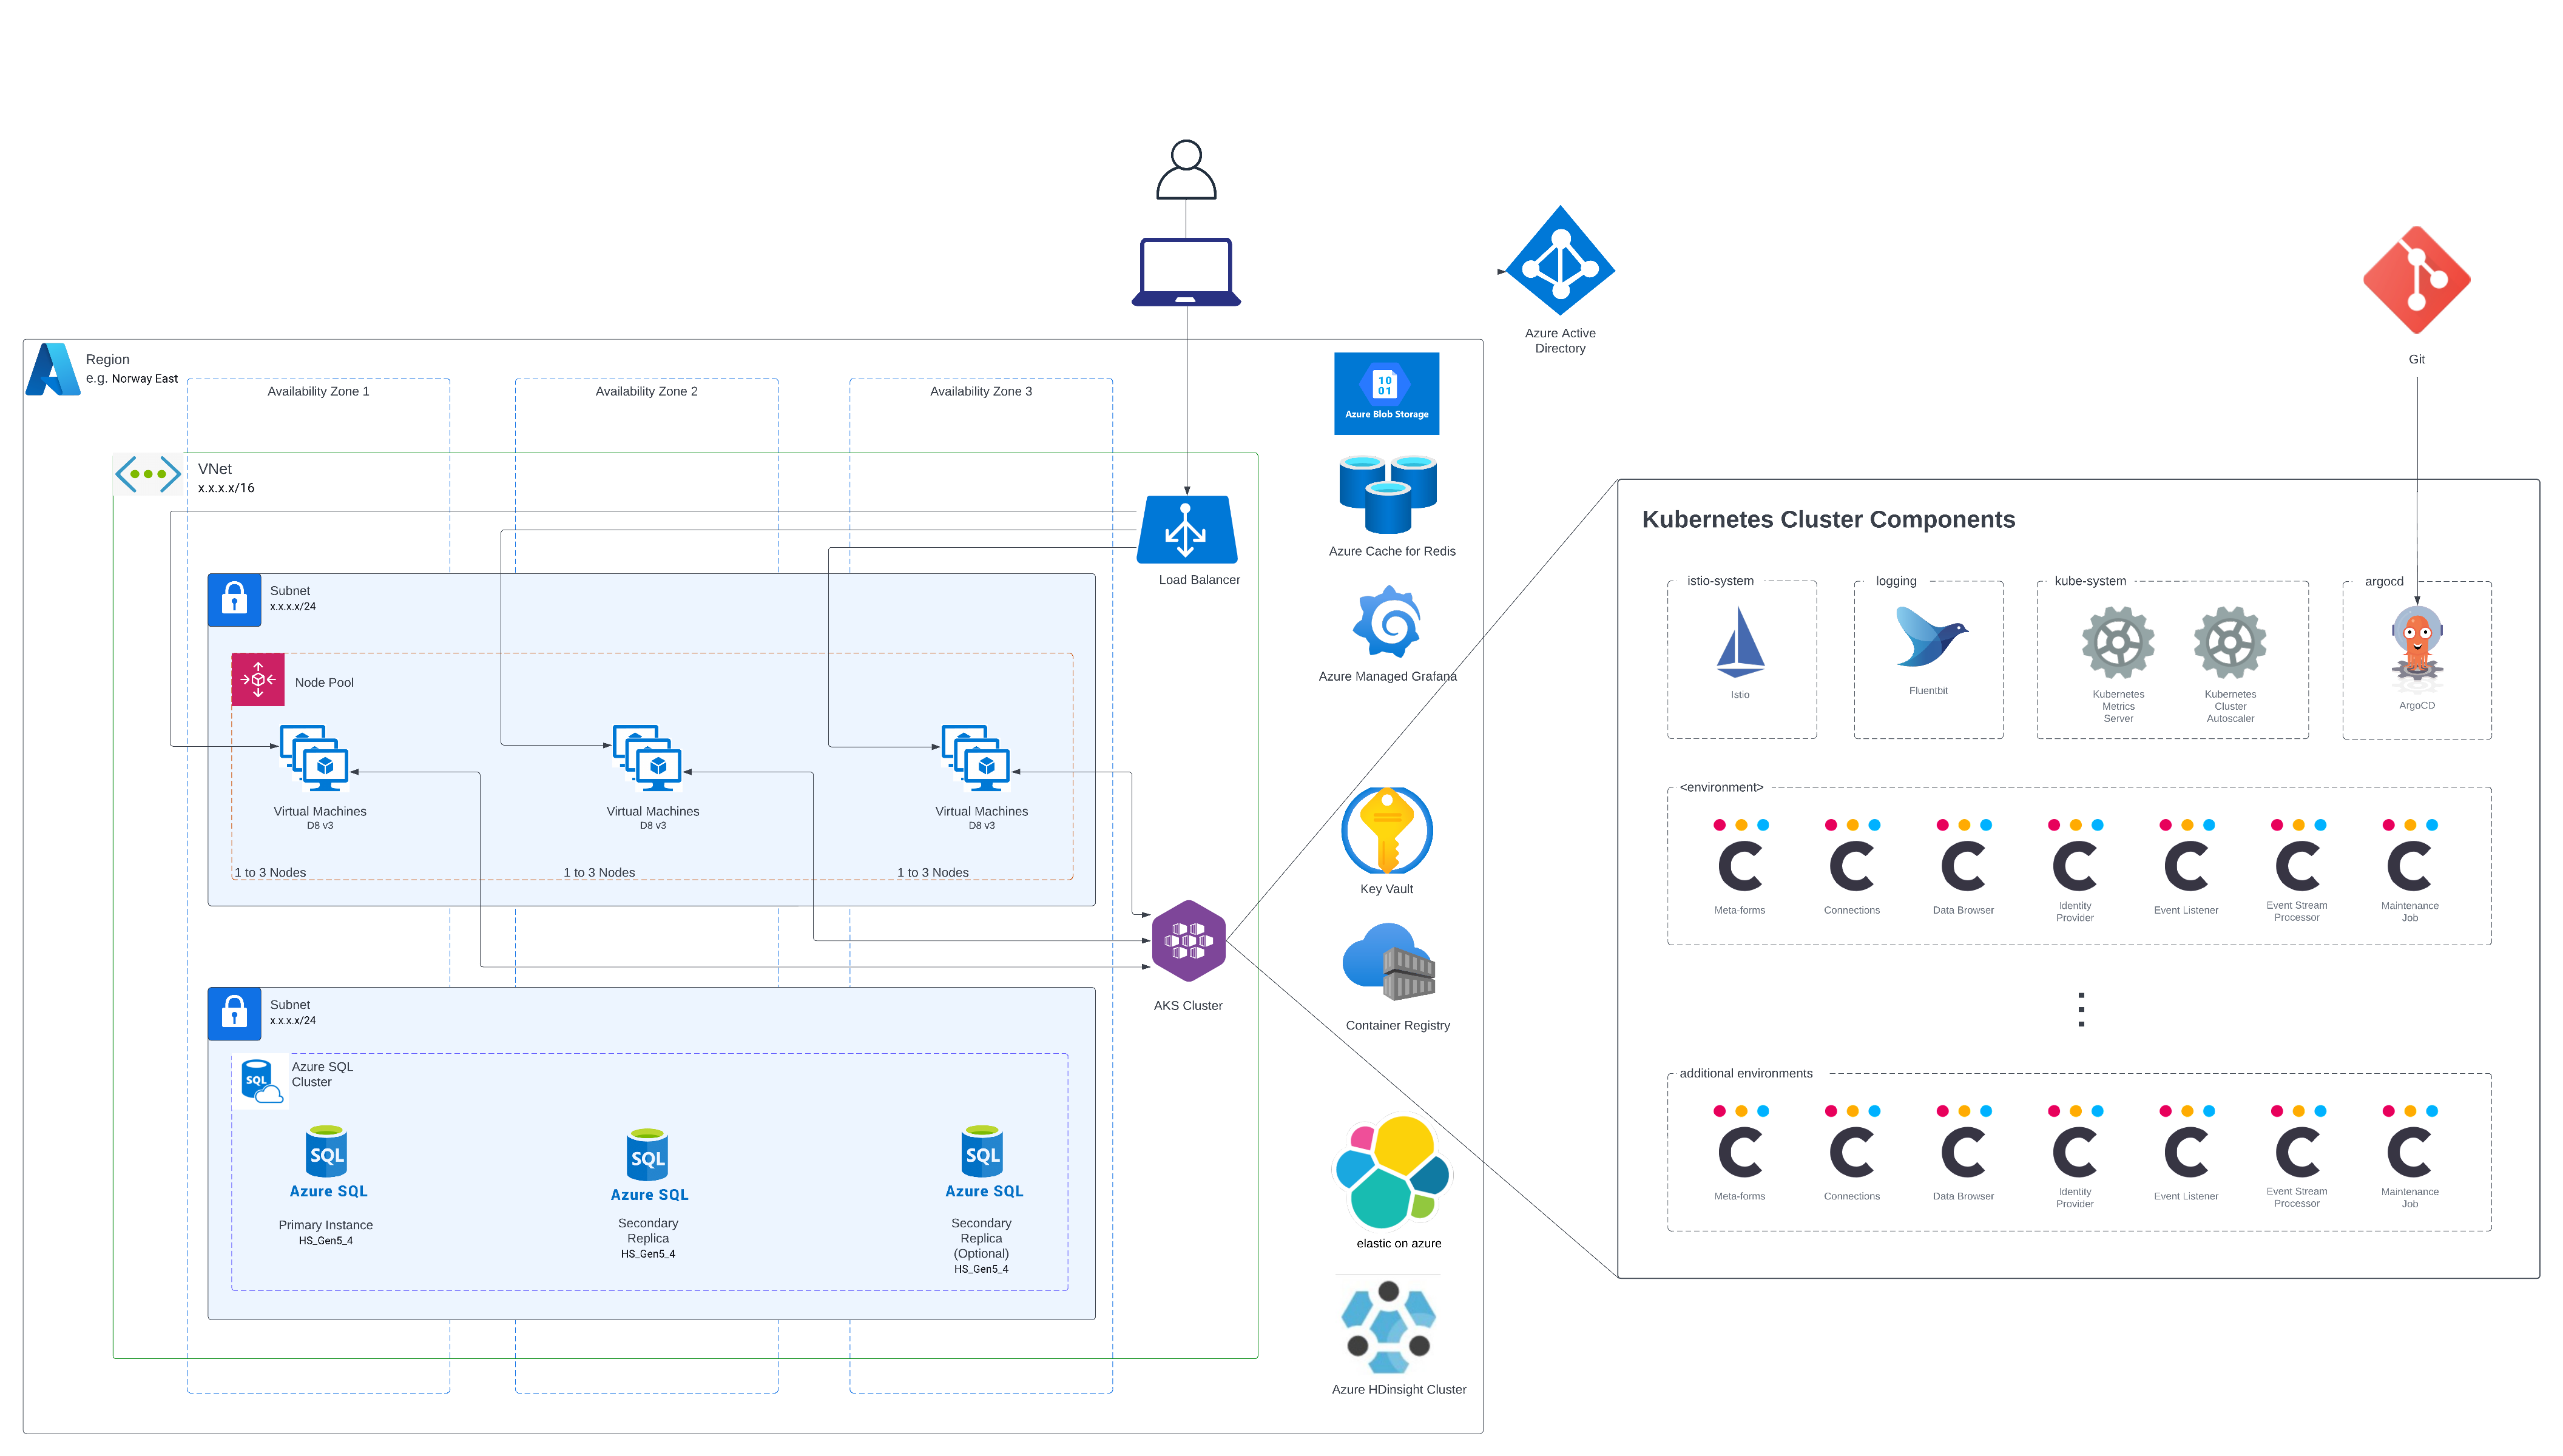 Azure Active
Directory
Git
Region
e.g. Norway East
Availability Zone 1
Availability Zone 2
Availability Zone 3
10
01
Azure Blob Storage
VNet
x.x.x.x/16
Load Balancer
Azure Cache for Redis
Subnet
x.x.x.x/24
Node Pool
Virtual Machines
D8 v3
Virtual Machines
D8 v3
Virtual Machines
D8 v3
1 to 3 Nodes
1 to 3 Nodes
1 to 3 Nodes
Azure Managed Grafana
Key Vault
AKS Cluster
Container Registry
Subnet
x.x.x.x/24
SQL
Azure SQL
Cluster
SQL
Azure SQL
Primary Instance
HS_Gen5_4
SQL
Azure SQL
Secondary
Replica
HS_Gen5_4
SQL
Azure SQL
Secondary
Replica
(Optional)
HS_Gen5_4
elastic on azure
Azure HDinsight Cluster
Kubernetes Cluster Components
istio-system
Istio
logging
Fluentbit
kube-system
Kubernetes
Metrics
Server
Kubernetes
Cluster
Autoscaler
argocd
ArgoCD
<environment>
Meta-forms
Connections
Data Browser
Identity
Provider
Event Listener
Event Stream
Processor
Maintenance
Job
additional environments
Meta-forms
Connections
Data Browser
Identity
Provider
Event Listener
Event Stream
Processor
Maintenance
Job